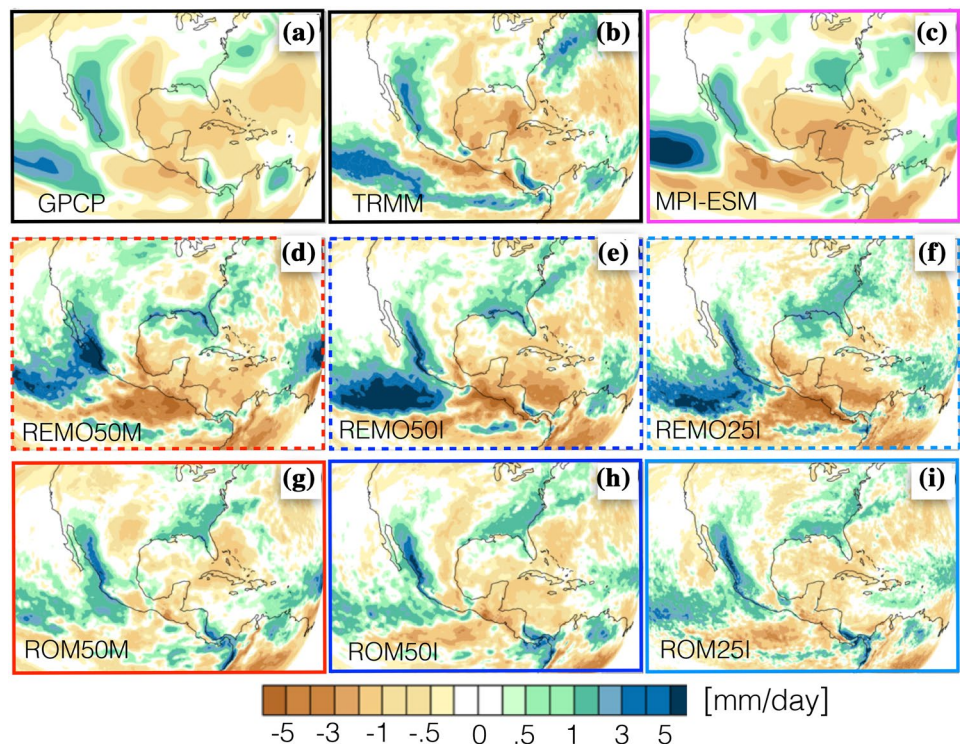 (a)
GPCP
(b)
TRMM
(c)
MPI-ESM
(d)
REMO50M
(e)
REMO50I
(f)
REMO25I
(g)
ROM50M
(h)
ROM50I
(i)
ROM25I
[mm/day]
-5 -3 -1 -.5 0 .5 1 3 5